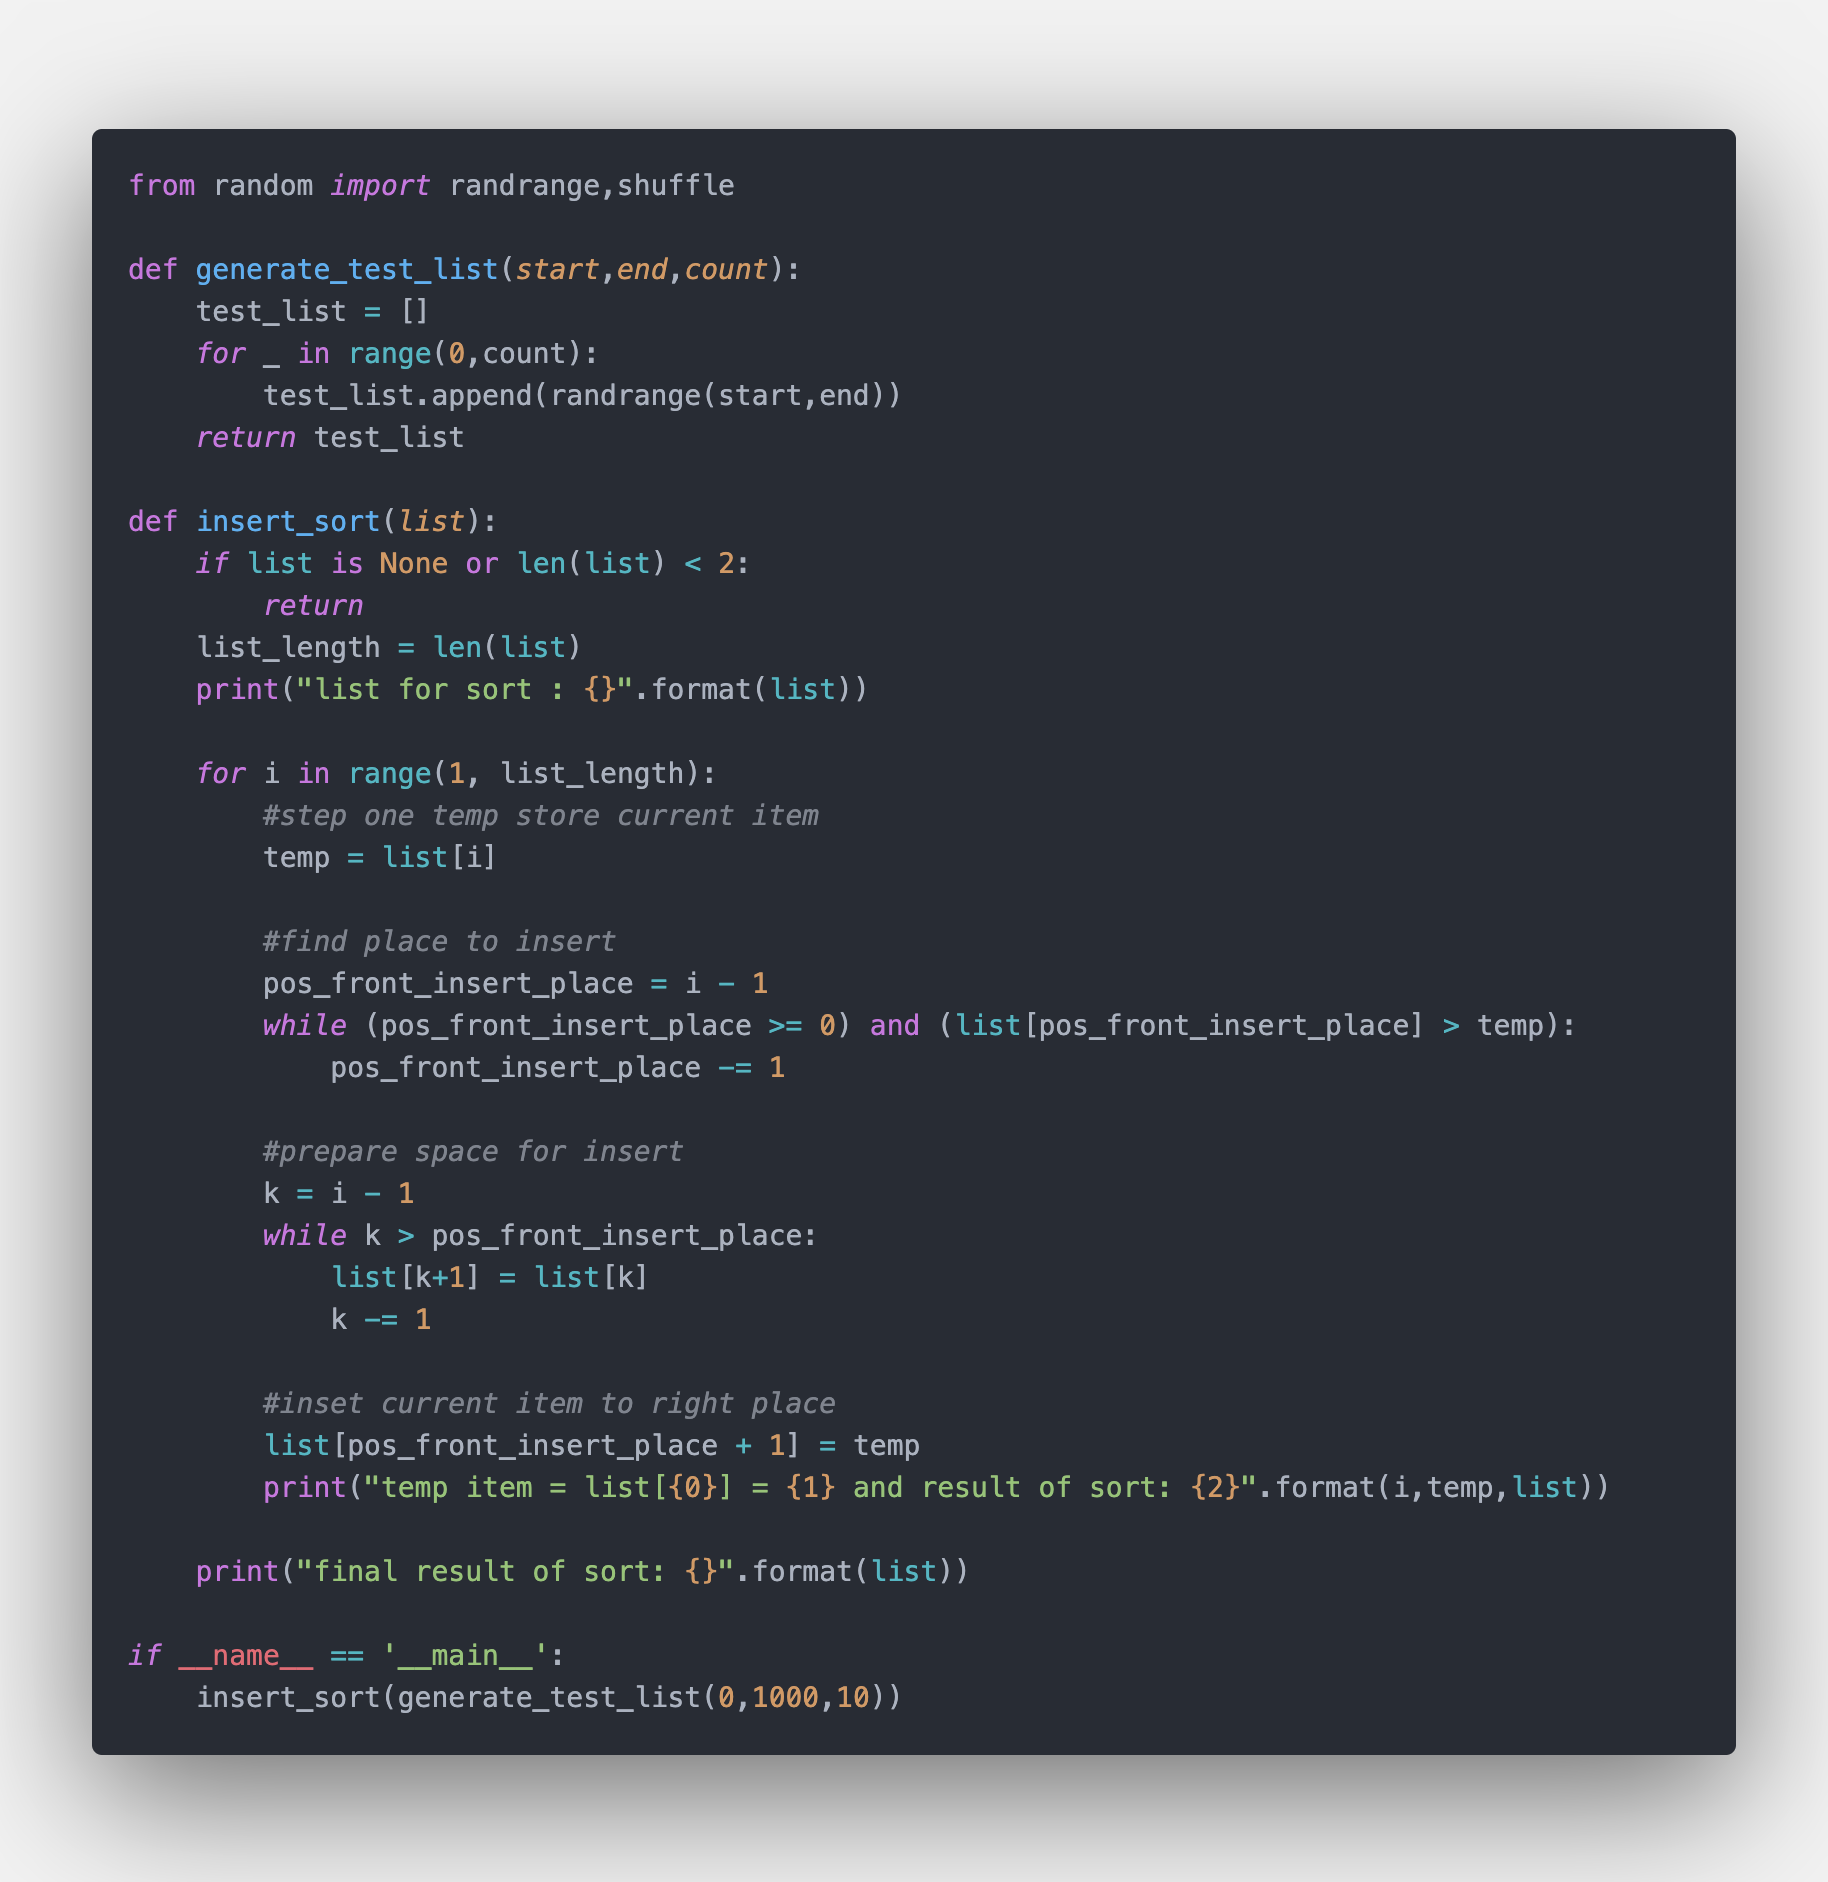 from random import randrange,shuffle

def generate_test_list(start,end,count):
    test_list = []
    for _ in range(0,count):
        test_list.append(randrange(start,end))
    return test_list

def insert_sort(list):
    if list is None or len(list) < 2:
        return
    list_length = len(list)
    print("list for sort : {}".format(list))

    for i in range(1, list_length):
        #step one temp store current item
        temp = list[i]

        #find place to insert
        pos_front_insert_place = i - 1
        while (pos_front_insert_place >= 0) and (list[pos_front_insert_place] > temp):
            pos_front_insert_place -= 1

        #prepare space for insert
        k = i - 1
        while k > pos_front_insert_place:
            list[k+1] = list[k]
            k -= 1

        #inset current item to right place
        list[pos_front_insert_place + 1] = temp
        print("temp item = list[{0}] = {1} and result of sort: {2}".format(i,temp,list))

    print("final result of sort: {}".format(list))

if __name__ == '__main__':
    insert_sort(generate_test_list(0,1000,10))